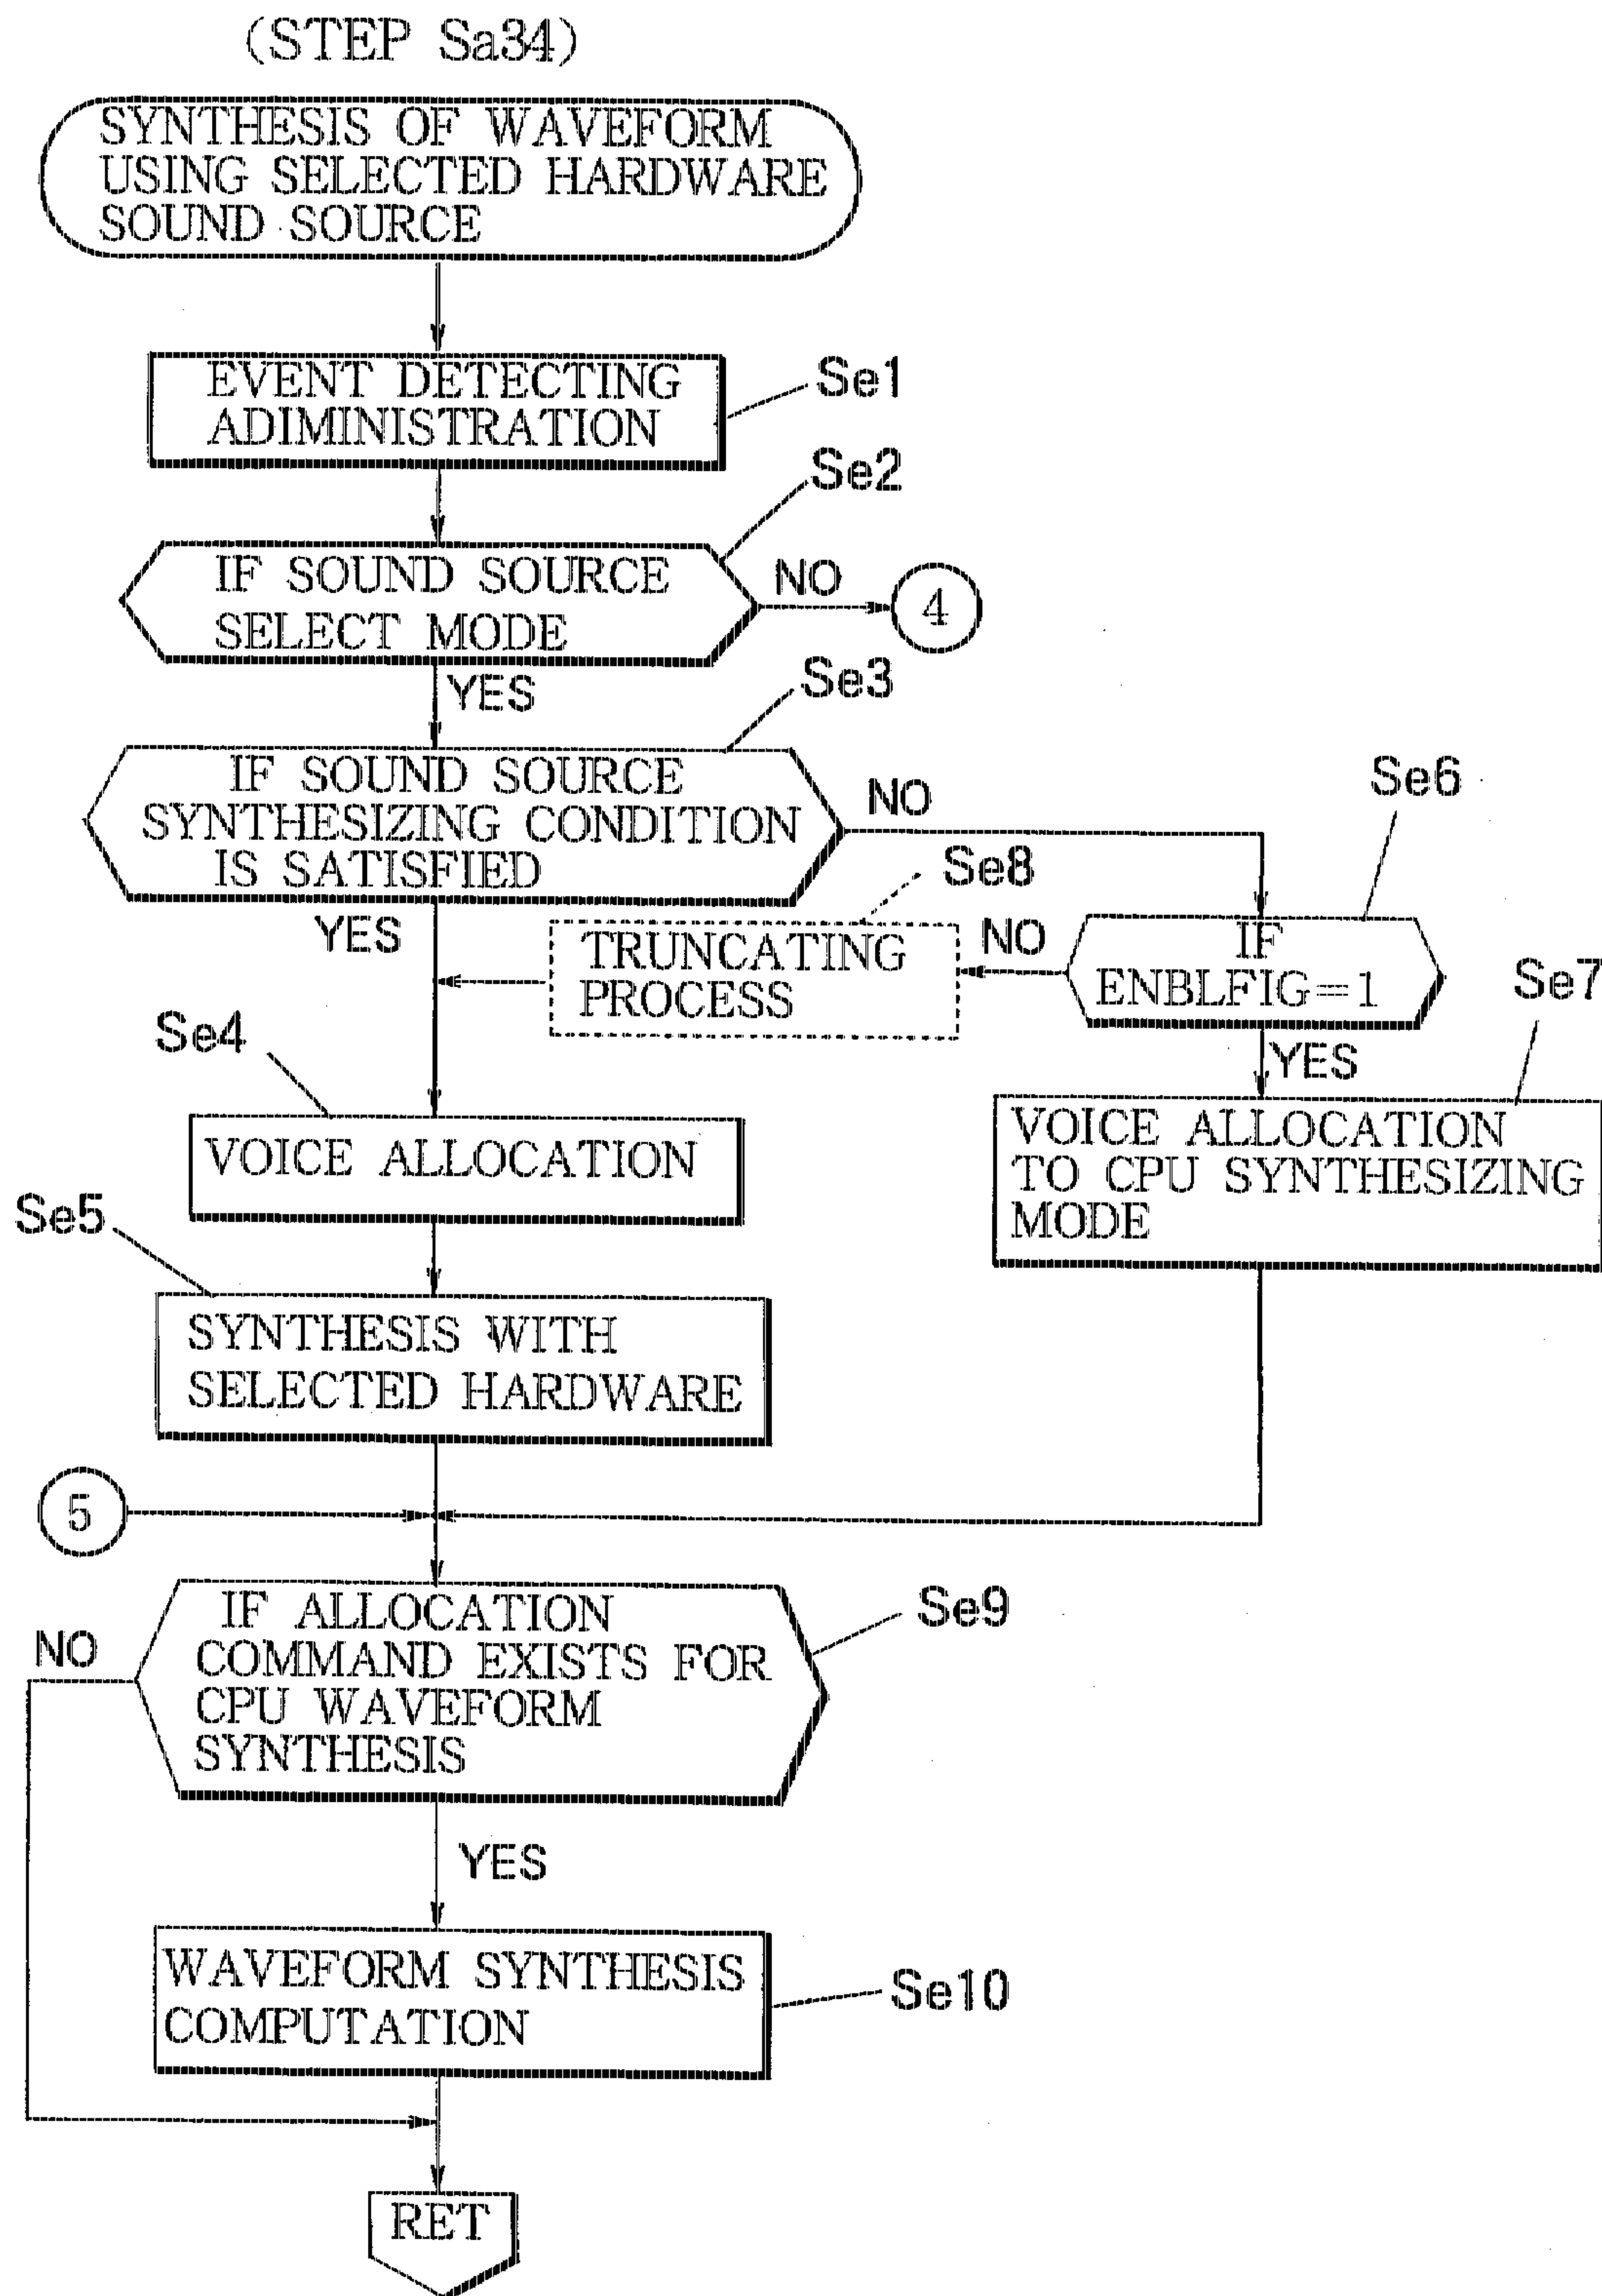 (STEP Sa34)
SYNTHESIS OF WAVEFORM
USING SELECTED HARDWARE
SOUND SOURCE
EVENT DETECTING
ADIMINISTRATION
Se1
Se2
IF SOUND SOURCE
SELECT MODE
NO
4
YES
Se3
IF SOUND SOURCE
SYNTHESIZING CONDITION
IS SATISFIED
NO
Se6
YES
Se8
TRUNCATING
PROCESS
NO
IF
ENBLFIG=1
Se7
YES
Se4
VOICE ALLOCATION
VOICE ALLOCATION
TO CPU SYNTHESIZING
MODE
Se5
SYNTHESIS WITH
SELECTED HARDWARE
5
IF ALLOCATION
COMMAND EXISTS FOR
CPU WAVEFORM
SYNTHESIS
Se9
NO
YES
WAVEFORM SYNTHESIS
COMPUTATION
Se10
RET